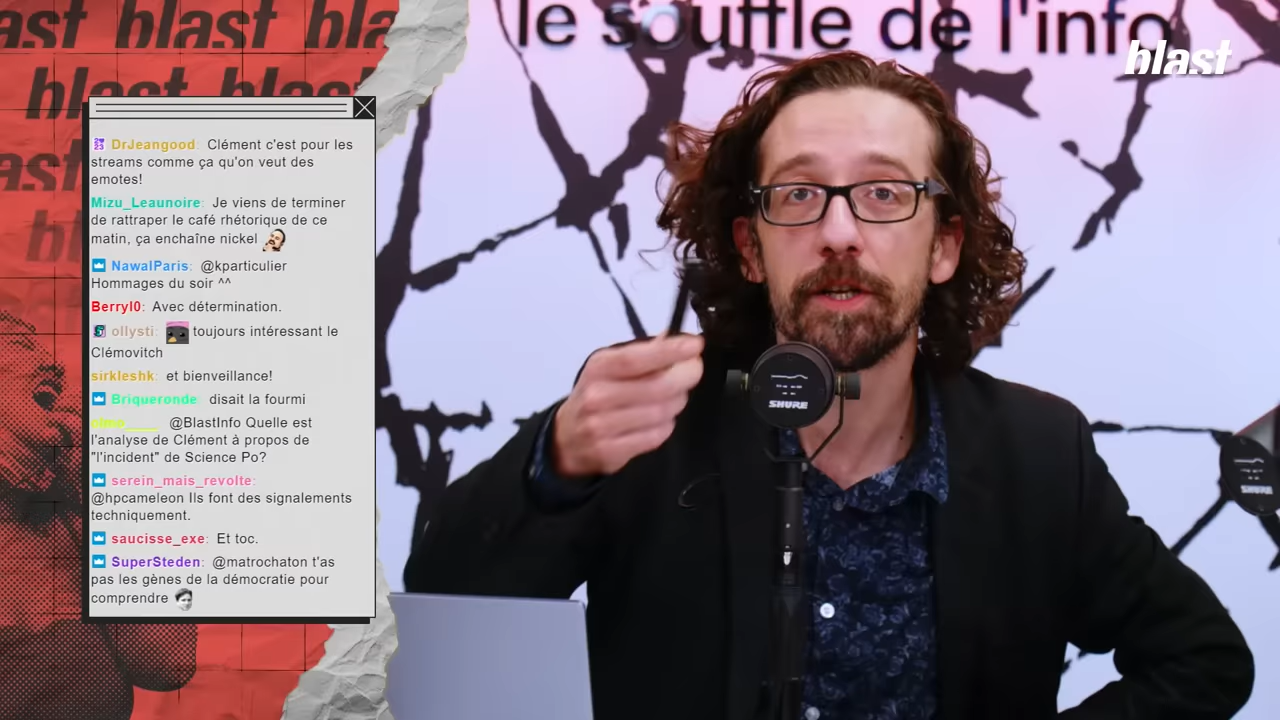 blast blast blast
blast blast
le souffle de l'info
blast
DrJeangood: Clément c'est pour les
streams comme ça qu'on veut des
emotes!
Mizu_Leaunoire: Je viens de terminer
de rattraper le café rhétorique de ce
matin, ça enchaîne nickel
NawalParis: @kparticulier
Hommages du soir ^^
Berryl0: Avec détermination.
ollysti: toujours intéressant le
Clémovitch
sirkleshk: et bienveillance!
Briqueronde: disait la fourmi
@BlastInfo Quelle est
l'analyse de Clément à propos de
"l'incident" de Science Po?
serein_mais_revolte:
@hpcameleon Ils font des signalements
techniquement.
saucisse_exe: Et toc.
SuperSteden: @matrochaton t'as
pas les gènes de la démocratie pour
comprendre
SHURE
SHURE